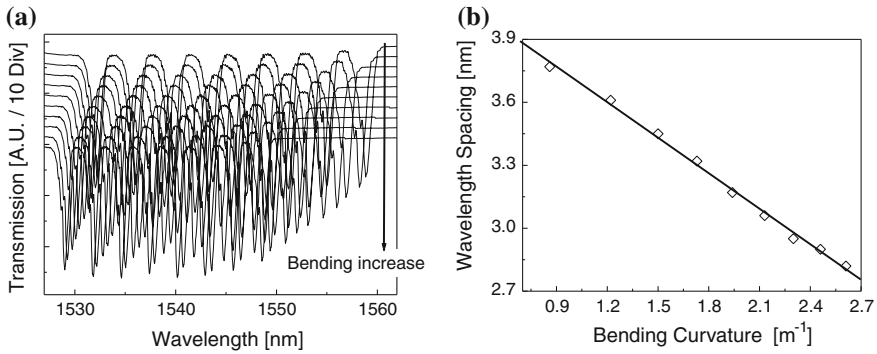 (a)
Transmission [A.U. / 10 Div]
Bending increase
1530 1540 1550 1560
Wavelength [nm]
(b)
Wavelength Spacing [nm]
3.9
3.6
3.3
3.0
2.7
0.9 1.2 1.5 1.8 2.1 2.4 2.7
Bending Curvature [m-1]